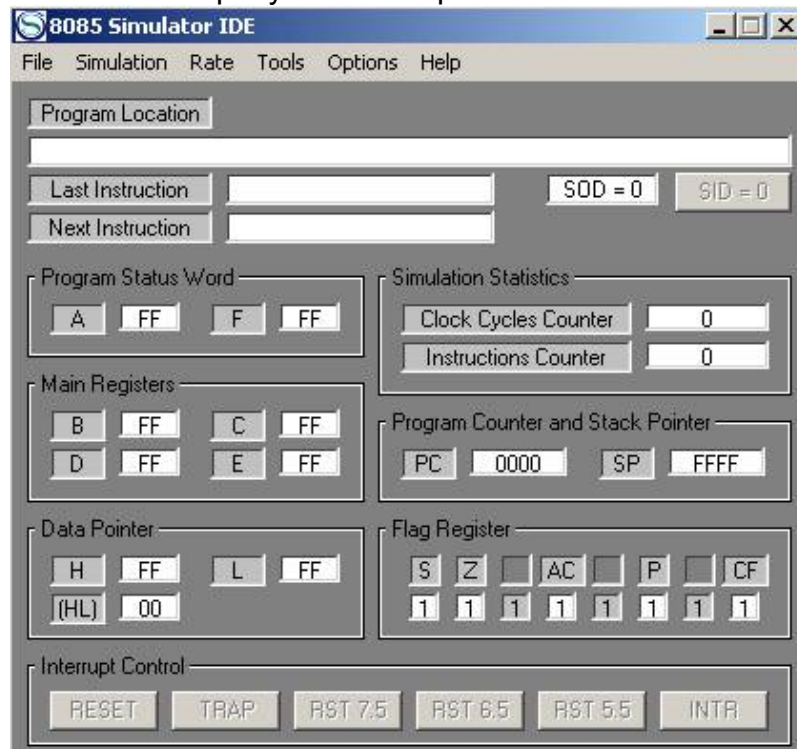 8085 Simulator IDE
File Simulation Rate Tools Options Help
Program Location
Last Instruction SOD = 0 SID = 0
Next Instruction
Program Status Word
A FF F FF
Simulation Statistics
Clock Cycles Counter 0
Instructions Counter 0
Main Registers
B FF C FF
D FF E FF
Program Counter and Stack Pointer
PC 0000 SP FFFF
Data Pointer
H FF L FF
(HL) 00
Flag Register
S Z AC P CF
1 1 1 1 1 1 1 1
Interrupt Control
RESET TRAP RST 7.5 RST 6.5 RST 5.5 INTR